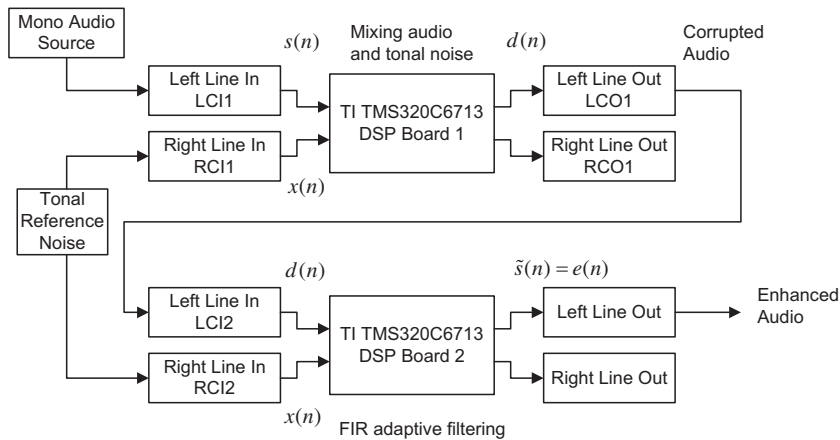 Mono Audio
Source
s(n)
Mixing audio
and tonal noise
d(n)
Corrupted
Audio
Left Line In
LCI1
TI TMS320C6713
DSP Board 1
Left Line Out
LCO1
Right Line In
RCI1
Right Line Out
RCO1
x(n)
Tonal
Reference
Noise
d(n)
s̃(n) = e(n)
Left Line In
LCI2
TI TMS320C6713
DSP Board 2
Left Line Out
Enhanced
Audio
Right Line In
RCI2
Right Line Out
x(n)
FIR adaptive filtering